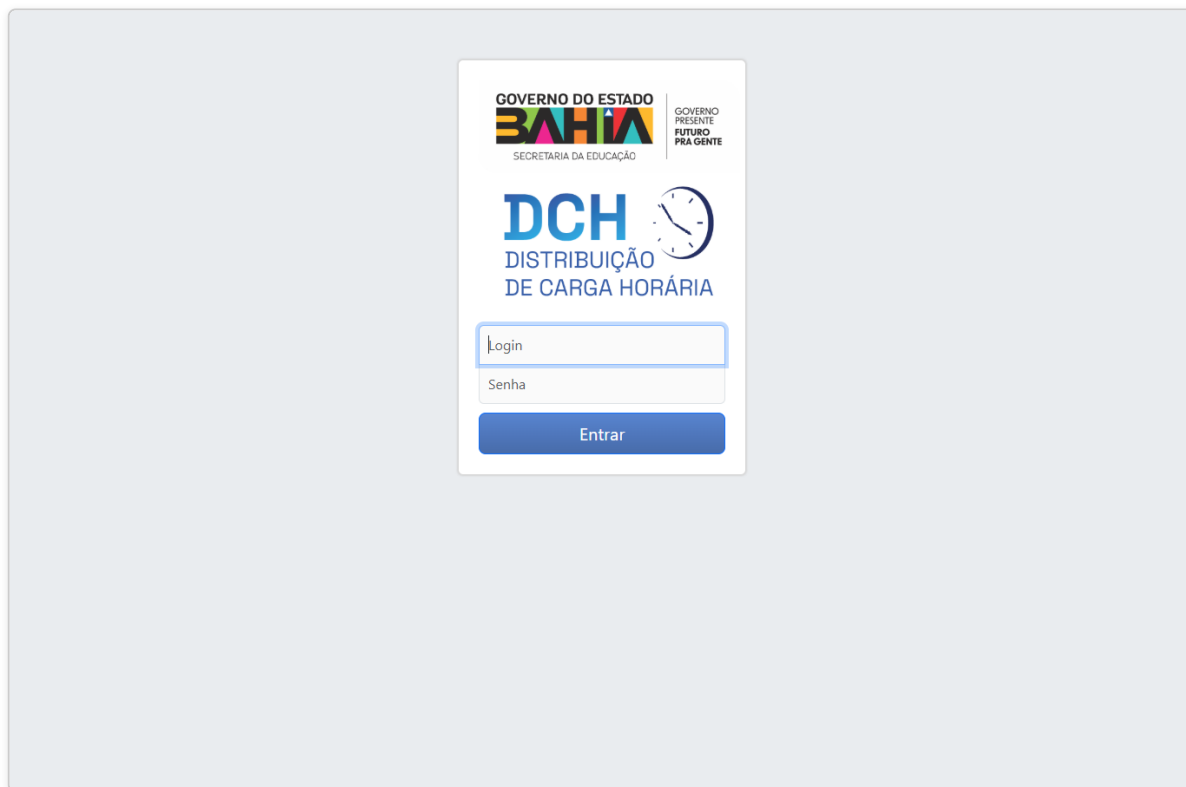 GOVERNO DO ESTADO
BAHIA
SECRETARIA DA EDUCAÇÃO
GOVERNO
PRESENTE
FUTURO
PRA GENTE
DCH
DISTRIBUIÇÃO
DE CARGA HORÁRIA
Login
Senha
Entrar